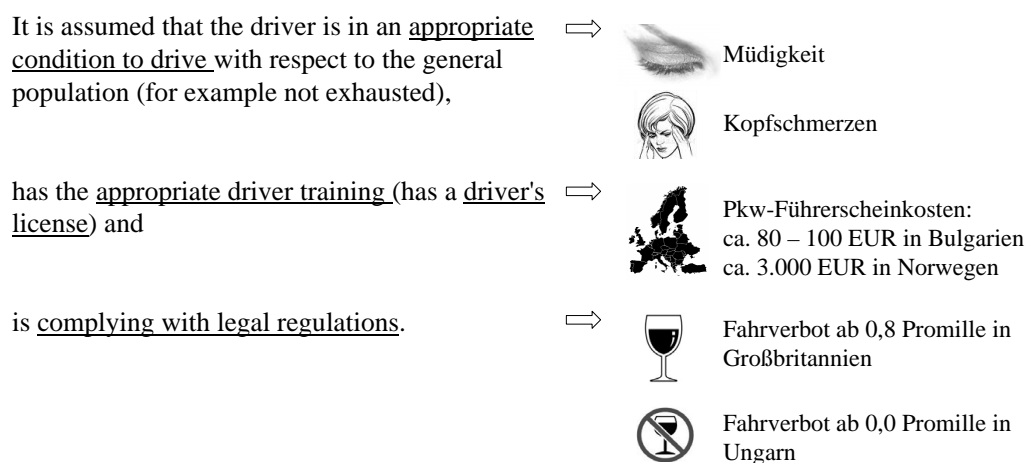 It is assumed that the driver is in an appropriate
condition to drive with respect to the general
population (for example not exhausted),
Müdigkeit
Kopfschmerzen
has the appropriate driver training (has a driver's
license) and
Pkw-Führerscheinkosten:
ca. 80 – 100 EUR in Bulgarien
ca. 3.000 EUR in Norwegen
is complying with legal regulations.
Fahrverbot ab 0,8 Promille in
Großbritannien
Fahrverbot ab 0,0 Promille in
Ungarn